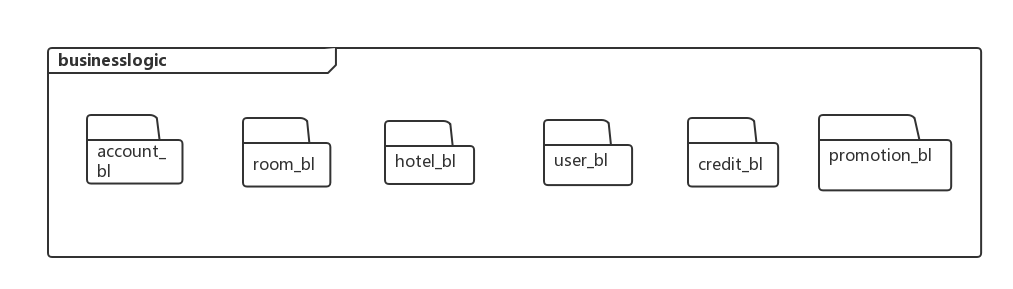 businesslogic
account_
bl
room_bl
hotel_bl
user_bl
credit_bl
promotion_bl